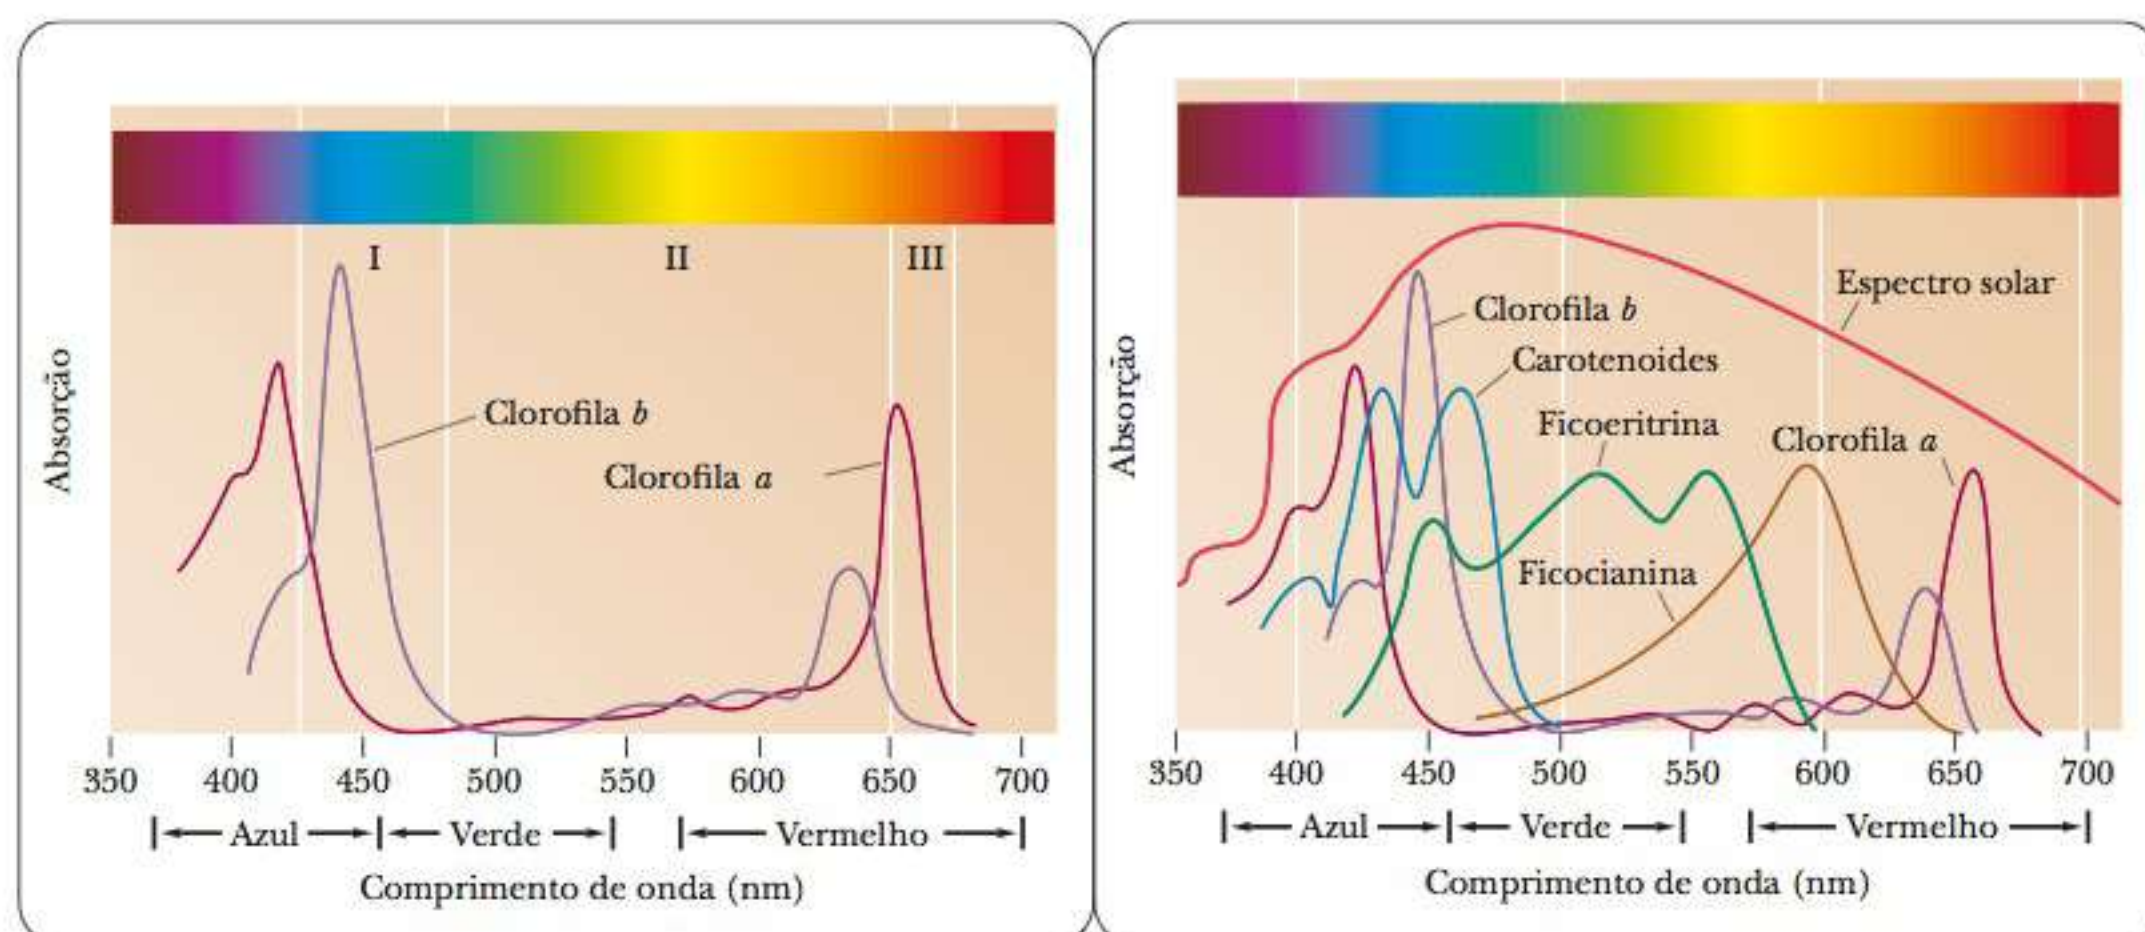 I II III
Clorofila b
Clorofila a
Absorção
350 400 450 500 550 600 650 700
Azul Verde Vermelho
Comprimento de onda (nm)
Espectro solar
Clorofila b
Carotenoides
Ficoeritrina
Clorofila a
Ficocianina
Absorção
350 400 450 500 550 600 650 700
Azul Verde Vermelho
Comprimento de onda (nm)